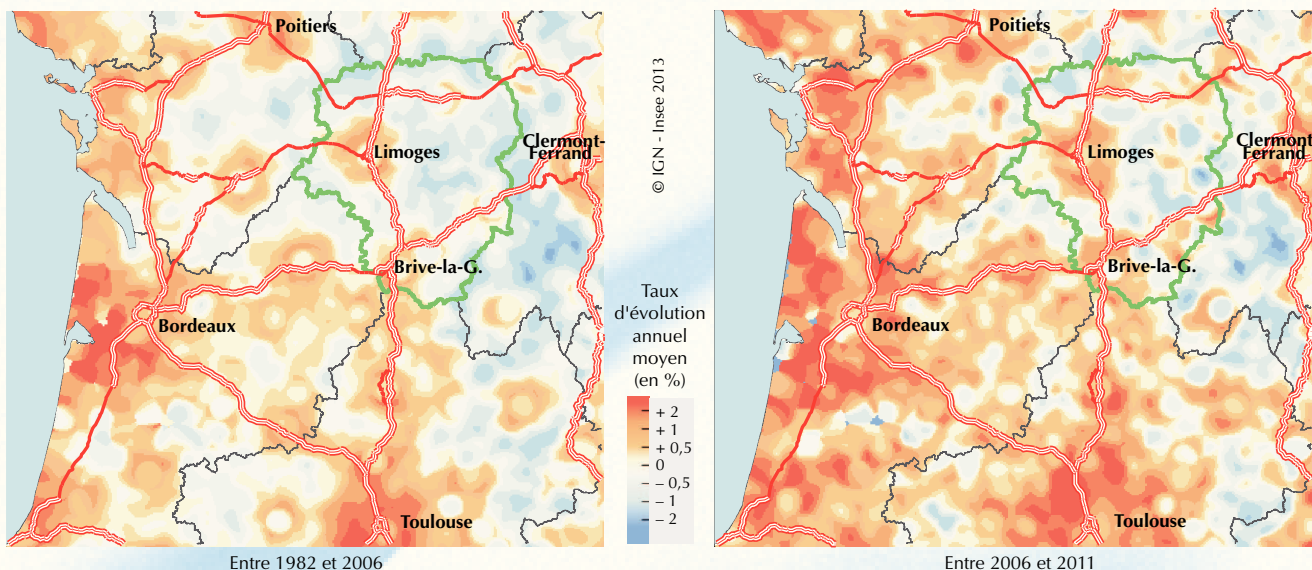 Poitiers
Limoges
Clermont-
Ferrand
Brive-la-G.
Bordeaux
Toulouse
Entre 1982 et 2006
© IGN - Insee 2013
Taux
d'évolution
annuel
moyen
(en %)
+ 2
+ 1
+ 0,5
0
– 0,5
– 1
– 2
Poitiers
Limoges
Clermont-
Ferrand
Brive-la-G.
Bordeaux
Toulouse
Entre 2006 et 2011